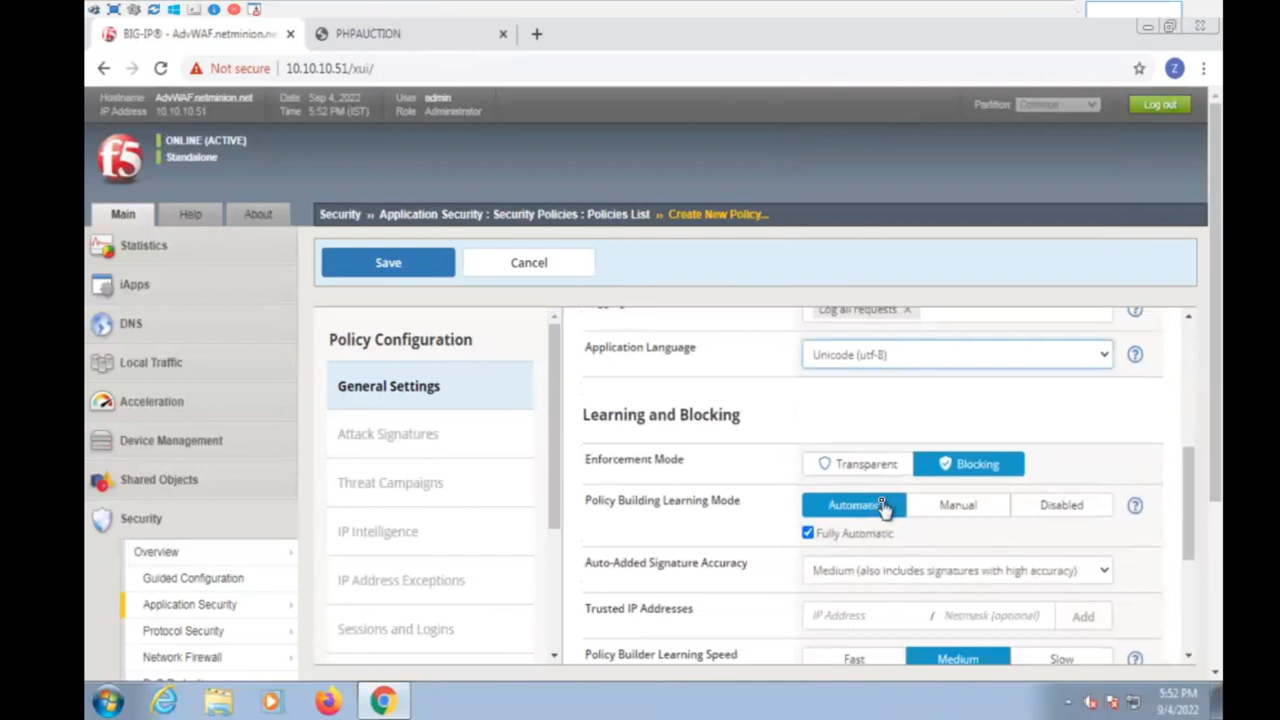 BIG-IP® - AdvWAF.netminion.ne
PHPAUCTION
Not secure
10.10.10.51/xui/
Z
Hostname AdvWAF.netminion.net
IP Address 10.10.10.51
Date Sep 4, 2022
Time 5:52 PM (IST)
User admin
Role Administrator
Partition: Common
Log out
f5
ONLINE (ACTIVE)
Standalone
Main
Help
About
Security ›› Application Security : Security Policies : Policies List ›› Create New Policy...
Statistics
iApps
DNS
Local Traffic
Acceleration
Device Management
Shared Objects
Security
Overview
Guided Configuration
Application Security
Protocol Security
Network Firewall
Save
Cancel
Policy Configuration
General Settings
Attack Signatures
Threat Campaigns
IP Intelligence
IP Address Exceptions
Sessions and Logins
Log all requests ×
Application Language
Unicode (utf-8)
Learning and Blocking
Enforcement Mode
Transparent
Blocking
Policy Building Learning Mode
Automatic
Manual
Disabled
Fully Automatic
Auto-Added Signature Accuracy
Medium (also includes signatures with high accuracy)
Trusted IP Addresses
IP Address / Netmask (optional)
Add
Policy Builder Learning Speed
Fast
Medium
Slow
5:52 PM
9/4/2022